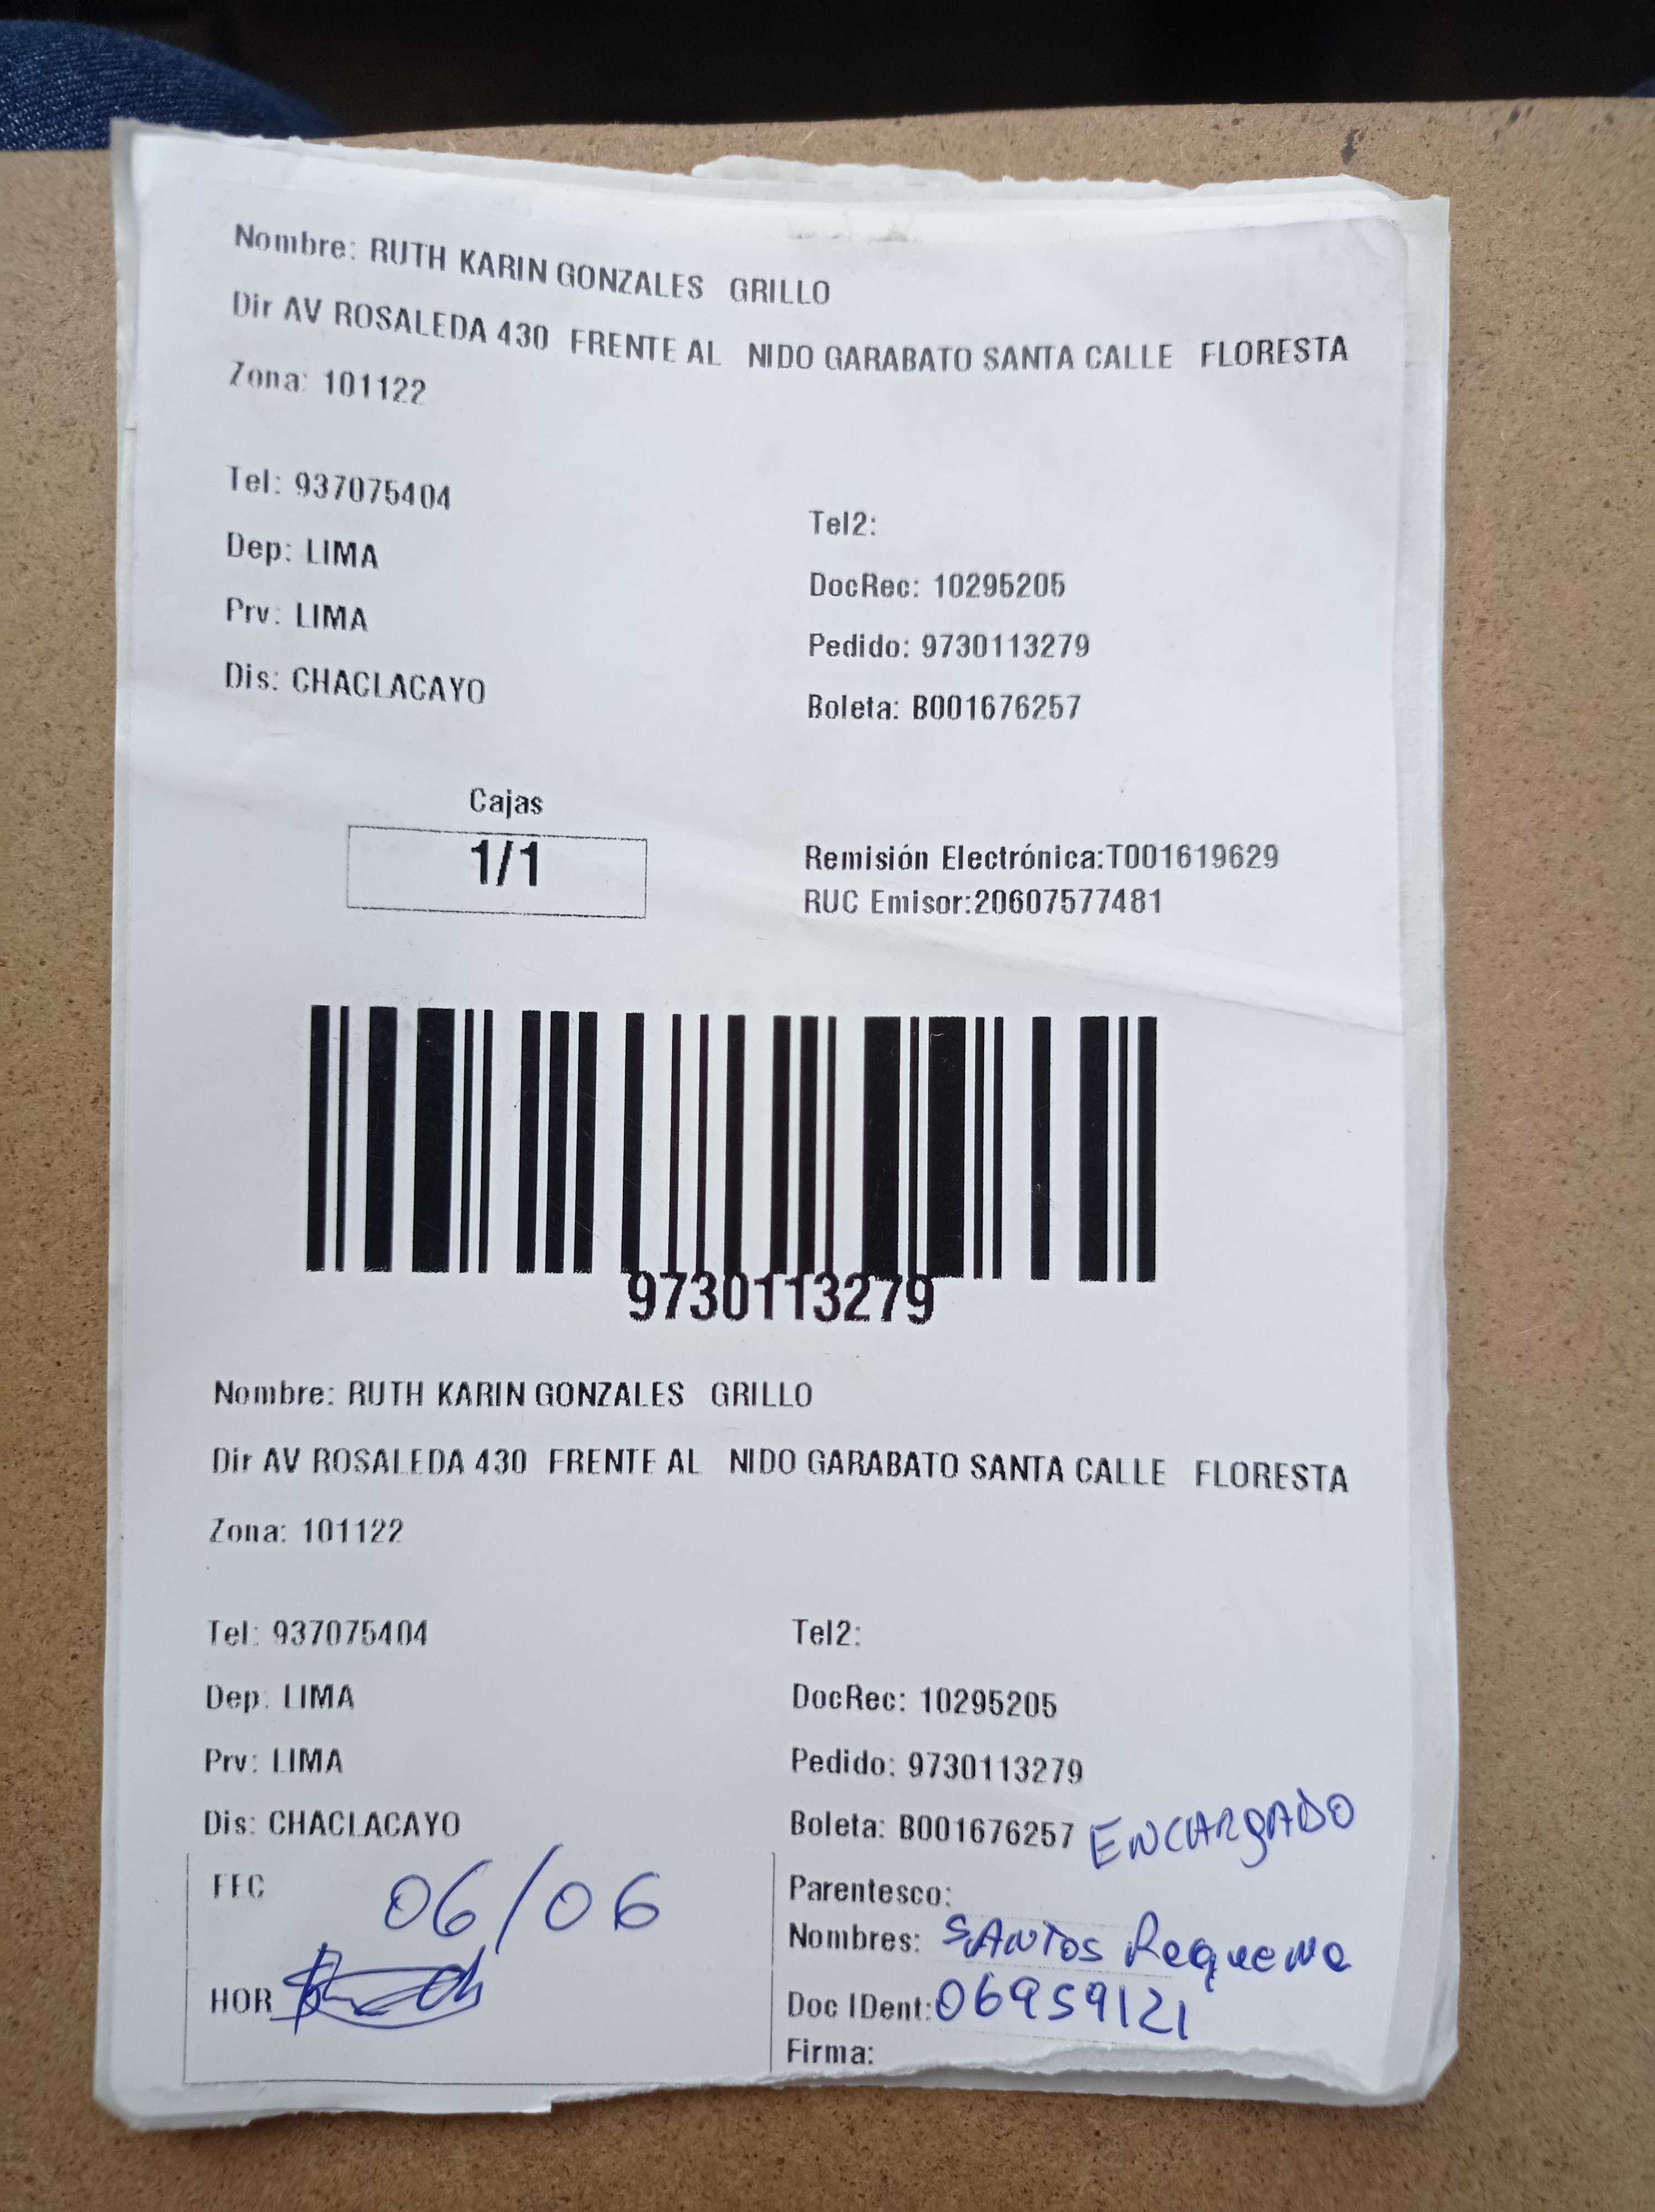 Nombre: RUTH KARIN GONZALES GRILLO
Dir AV ROSALEDA 430 FRENTE AL NIDO GARABATO SANTA CALLE FLORESTA
Zona: 101122
Tel: 937075404
Tel2:
Dep: LIMA
DocRec: 10295205
Prv: LIMA
Pedido: 9730113279
Dis: CHACLACAYO
Boleta: B001676257
Cajas
1/1
Remisión Electrónica:T001619629
RUC Emisor:20607577481
9730113279
Nombre: RUTH KARIN GONZALES GRILLO
Dir AV ROSALEDA 430 FRENTE AL NIDO GARABATO SANTA CALLE FLORESTA
Zona: 101122
Tel: 937075404
Tel2:
Dep: LIMA
DocRec: 10295205
Prv: LIMA
Pedido: 9730113279
Dis: CHACLACAYO
Boleta: B001676257 ENCARgADO
FEC 06/06
Parentesco:
Nombres: SANTOS Requena
HOR
Doc IDent: 06959121
Firma: